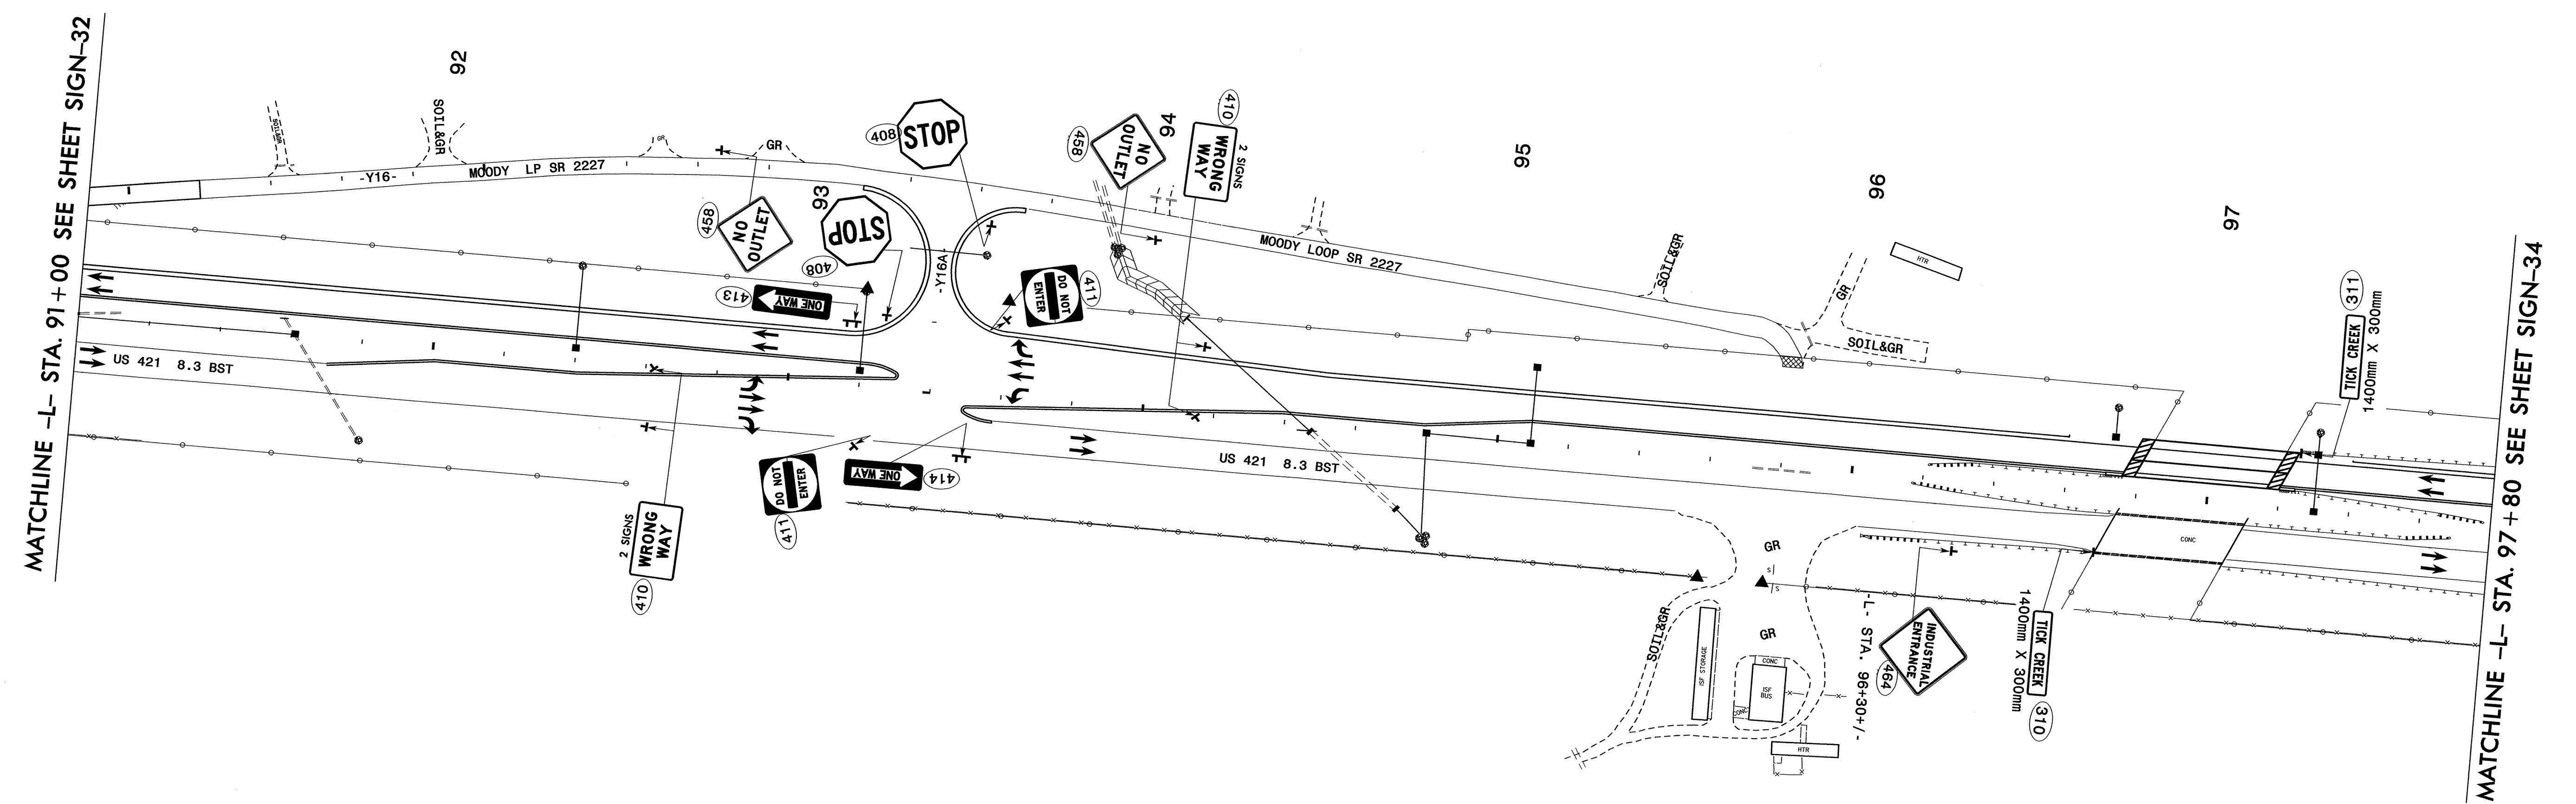 MATCHLINE -L- STA. 91+00 SEE SHEET SIGN-32
92
SOIL&GR
SOIL&GR
-Y16-
MOODY LP SR 2227
GR
GR
458
NO
OUTLET
93
STOP
408
408
STOP
413
ONE WAY
-Y16A-
DO NOT
ENTER
411
458
NO
OUTLET
94
410
WRONG
WAY
2 SIGNS
95
MOODY LOOP SR 2227
SOIL&GR
96
GR
HTR
SOIL&GR
97
311
TICK CREEK
1400mm X 300mm
US 421 8.3 BST
L
2 SIGNS
WRONG
WAY
410
DO NOT
ENTER
411
ONE WAY
414
US 421 8.3 BST
GR
S
S
GR
SOIL&GR
ISF STORAGE
CONC
ISF
BUS
CONC
HTR
-L- STA. 96+30+/-
464
INDUSTRIAL
ENTRANCE
1400mm X 300mm
TICK CREEK
310
CONC
MATCHLINE -L- STA. 97+80 SEE SHEET SIGN-34